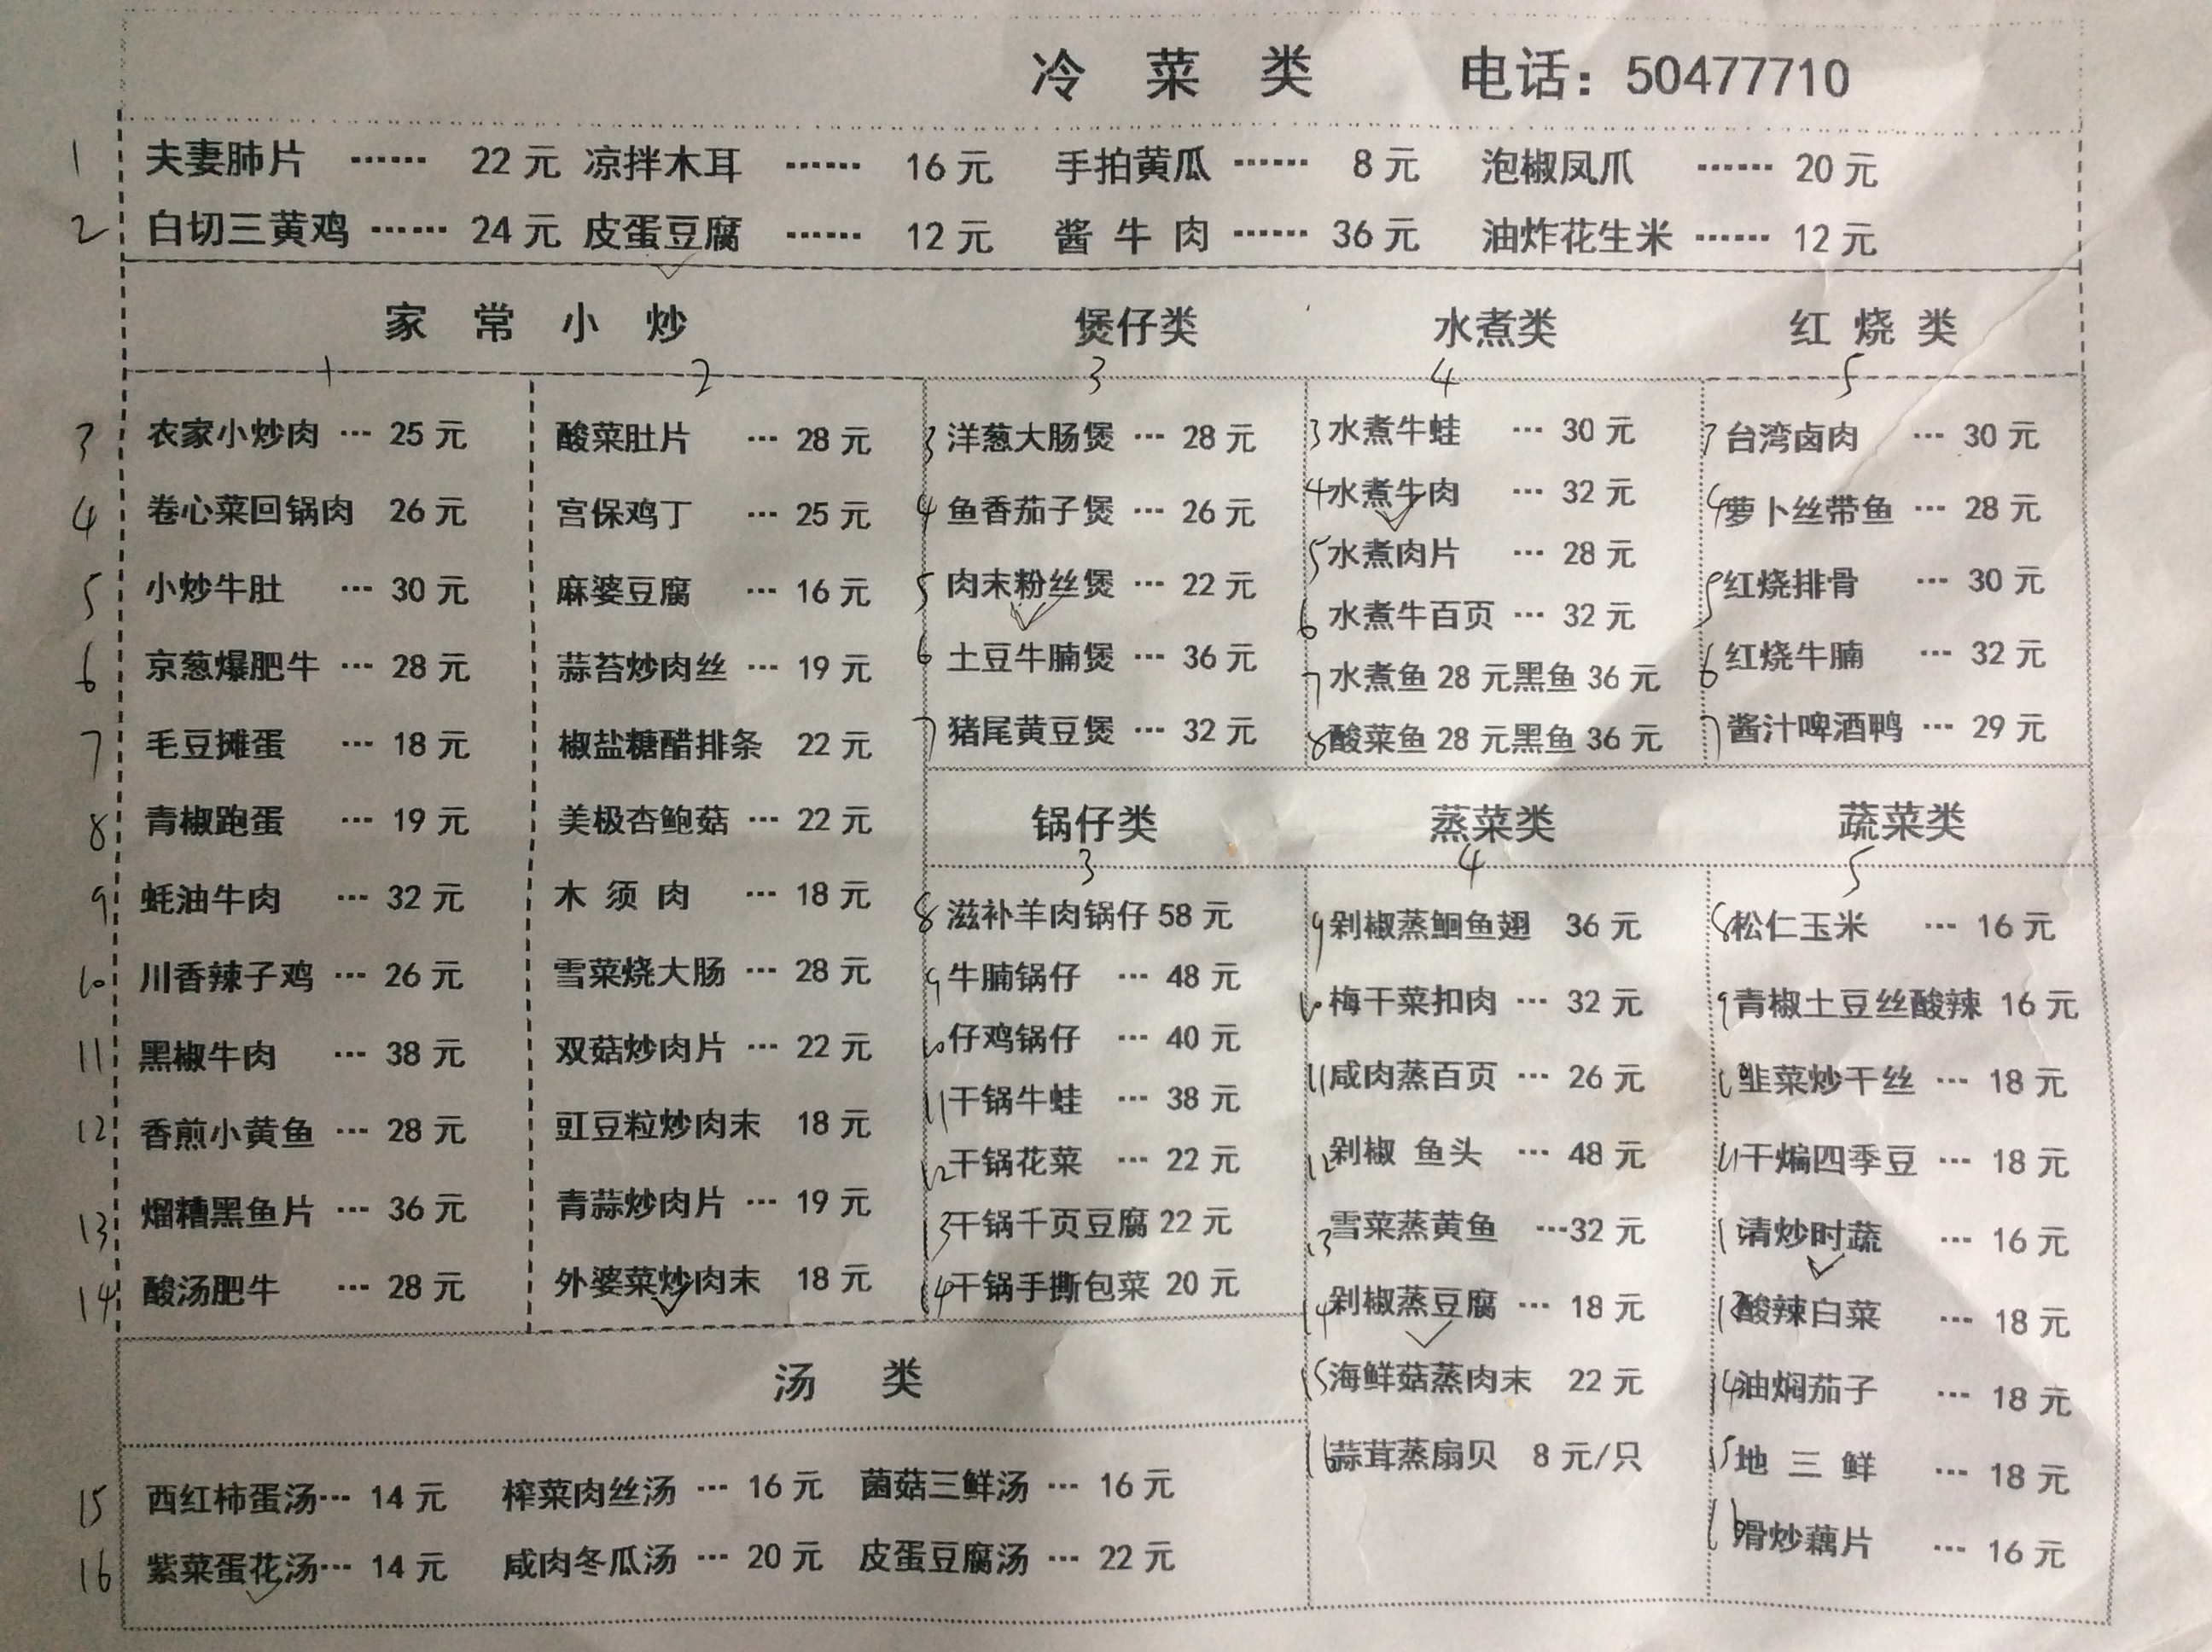 冷菜类 电话：50477710
1 夫妻肺片 …… 22元 凉拌木耳 …… 16元 手拍黄瓜 …… 8元 泡椒凤爪 …… 20元
2 白切三黄鸡 …… 24元 皮蛋豆腐 …… 12元 酱牛肉 …… 36元 油炸花生米 …… 12元
家常小炒
1 2
3 农家小炒肉 … 25元 酸菜肚片 … 28元
4 卷心菜回锅肉 26元 宫保鸡丁 … 25元
5 小炒牛肚 … 30元 麻婆豆腐 … 16元
6 京葱爆肥牛 … 28元 蒜苔炒肉丝 … 19元
7 毛豆摊蛋 … 18元 椒盐糖醋排条 22元
8 青椒跑蛋 … 19元 美极杏鲍菇 … 22元
9 蚝油牛肉 … 32元 木须肉 … 18元
10 川香辣子鸡 … 26元 雪菜烧大肠 … 28元
11 黑椒牛肉 … 38元 双菇炒肉片 … 22元
12 香煎小黄鱼 … 28元 豇豆粒炒肉末 18元
13 熘糟黑鱼片 … 36元 青蒜炒肉片 … 19元
14 酸汤肥牛 … 28元 外婆菜炒肉末 18元
煲仔类
3
3 洋葱大肠煲 … 28元
4 鱼香茄子煲 … 26元
5 肉末粉丝煲 … 22元
6 土豆牛腩煲 … 36元
7 猪尾黄豆煲 … 32元
水煮类
4
3 水煮牛蛙 … 30元
4 水煮牛肉 … 32元
5 水煮肉片 … 28元
6 水煮牛百页 … 32元
7 水煮鱼28元黑鱼36元
8 酸菜鱼28元黑鱼36元
红烧类
5
3 台湾卤肉 … 30元
4 萝卜丝带鱼 … 28元
5 红烧排骨 … 30元
6 红烧牛腩 … 32元
7 酱汁啤酒鸭 … 29元
锅仔类
3
8 滋补羊肉锅仔58元
9 牛腩锅仔 … 48元
10 仔鸡锅仔 … 40元
11 干锅牛蛙 … 38元
12 干锅花菜 … 22元
13 干锅千页豆腐22元
14 干锅手撕包菜 20元
蒸菜类
4
9 剁椒蒸鮰鱼翅 36元
10 梅干菜扣肉 … 32元
11 咸肉蒸百页 … 26元
12 剁椒 鱼头 … 48元
13 雪菜蒸黄鱼 …32元
14 剁椒蒸豆腐 … 18元
15 海鲜菇蒸肉末 22元
16 蒜茸蒸扇贝 8元/只
蔬菜类
5
8 松仁玉米 … 16元
9 青椒土豆丝酸辣 16元
10 韭菜炒干丝 … 18元
11 干煸四季豆 … 18元
12 清炒时蔬 … 16元
13 酸辣白菜 … 18元
14 油焖茄子 … 18元
15 地三鲜 … 18元
16 滑炒藕片 … 16元
汤类
15 西红柿蛋汤… 14元 榨菜肉丝汤 … 16元 菌菇三鲜汤 … 16元
16 紫菜蛋花汤… 14元 咸肉冬瓜汤 … 20元 皮蛋豆腐汤 … 22元